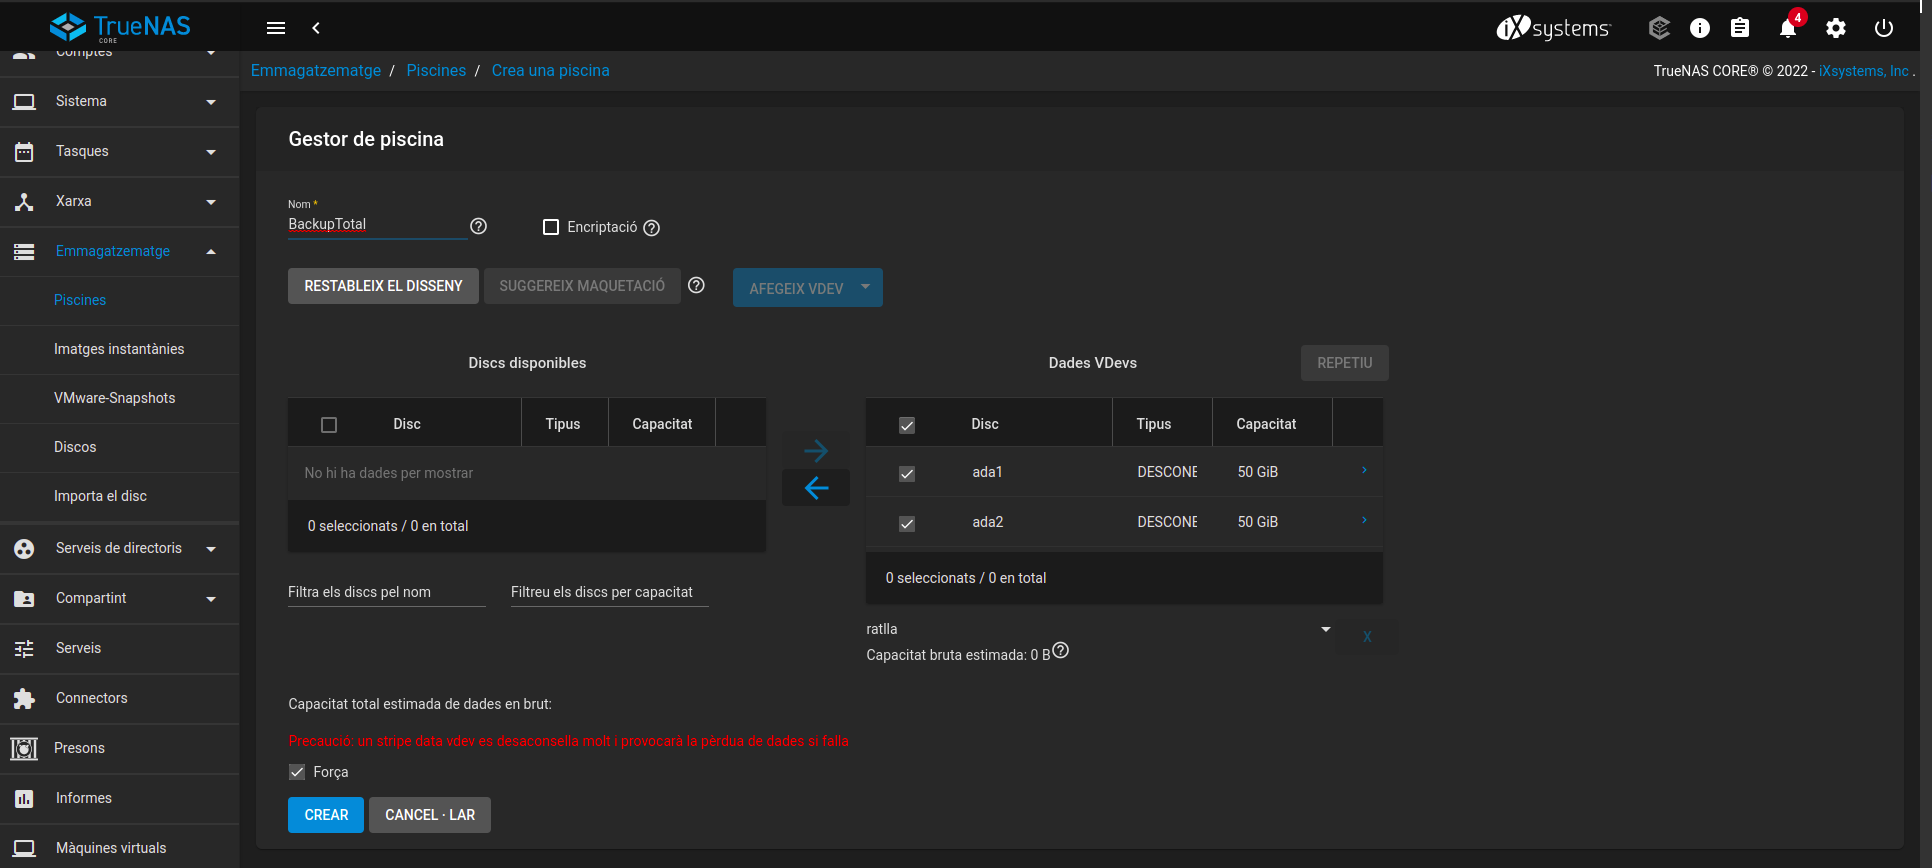 TrueNAS
CORE
iXsystems
4
Comptes
Sistema
Tasques
Xarxa
Emmagatzematge
Piscines
Imatges instantànies
VMware-Snapshots
Discos
Importa el disc
Serveis de directoris
Compartint
Serveis
Connectors
Presons
Informes
Màquines virtuals
Emmagatzematge / Piscines / Crea una piscina
TrueNAS CORE® © 2022 - iXsystems, Inc .
Gestor de piscina
Nom *
BackupTotal
Encriptació
RESTABLEIX EL DISSENY
SUGGEREIX MAQUETACIÓ
AFEGEIX VDEV
Discs disponibles
Disc Tipus Capacitat
No hi ha dades per mostrar
0 seleccionats / 0 en total
Filtra els discs pel nom
Filtreu els discs per capacitat
Dades VDevs
REPETIU
Disc Tipus Capacitat
ada1 DESCONE 50 GiB
ada2 DESCONE 50 GiB
0 seleccionats / 0 en total
ratlla
X
Capacitat bruta estimada: 0 B
Capacitat total estimada de dades en brut:
Precaució: un stripe data vdev es desaconsella molt i provocarà la pèrdua de dades si falla
Força
CREAR
CANCEL · LAR